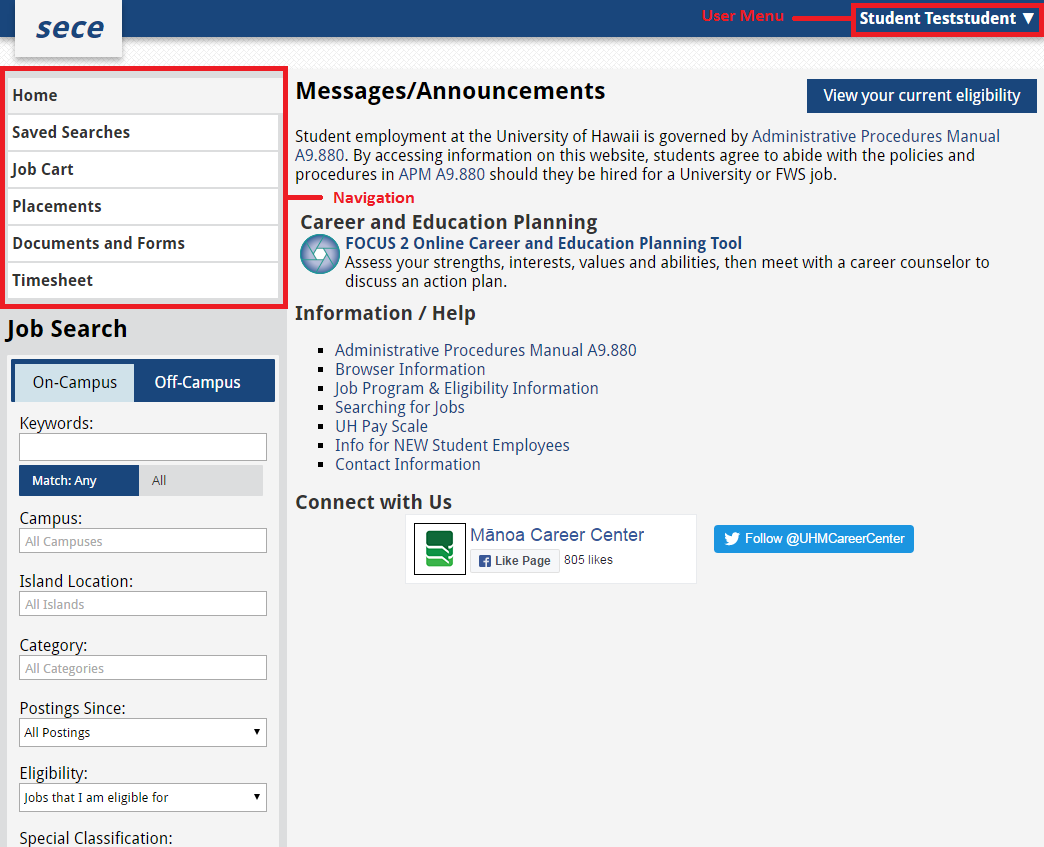 sece
User Menu
Student Teststudent ▼
Home
Saved Searches
Job Cart
Placements
Documents and Forms
Timesheet
Navigation
Messages/Announcements
View your current eligibility
Student employment at the University of Hawaii is governed by Administrative Procedures Manual
A9.880. By accessing information on this website, students agree to abide with the policies and
procedures in APM A9.880 should they be hired for a University or FWS job.
Career and Education Planning
FOCUS 2 Online Career and Education Planning Tool
Assess your strengths, interests, values and abilities, then meet with a career counselor to
discuss an action plan.
Information / Help
Administrative Procedures Manual A9.880
Browser Information
Job Program & Eligibility Information
Searching for Jobs
UH Pay Scale
Info for NEW Student Employees
Contact Information
Connect with Us
Mānoa Career Center
Like Page
805 likes
Follow @UHMCareerCenter
Job Search
On-Campus
Off-Campus
Keywords:
Match: Any
All
Campus:
All Campuses
Island Location:
All Islands
Category:
All Categories
Postings Since:
All Postings
Eligibility:
Jobs that I am eligible for
Special Classification: